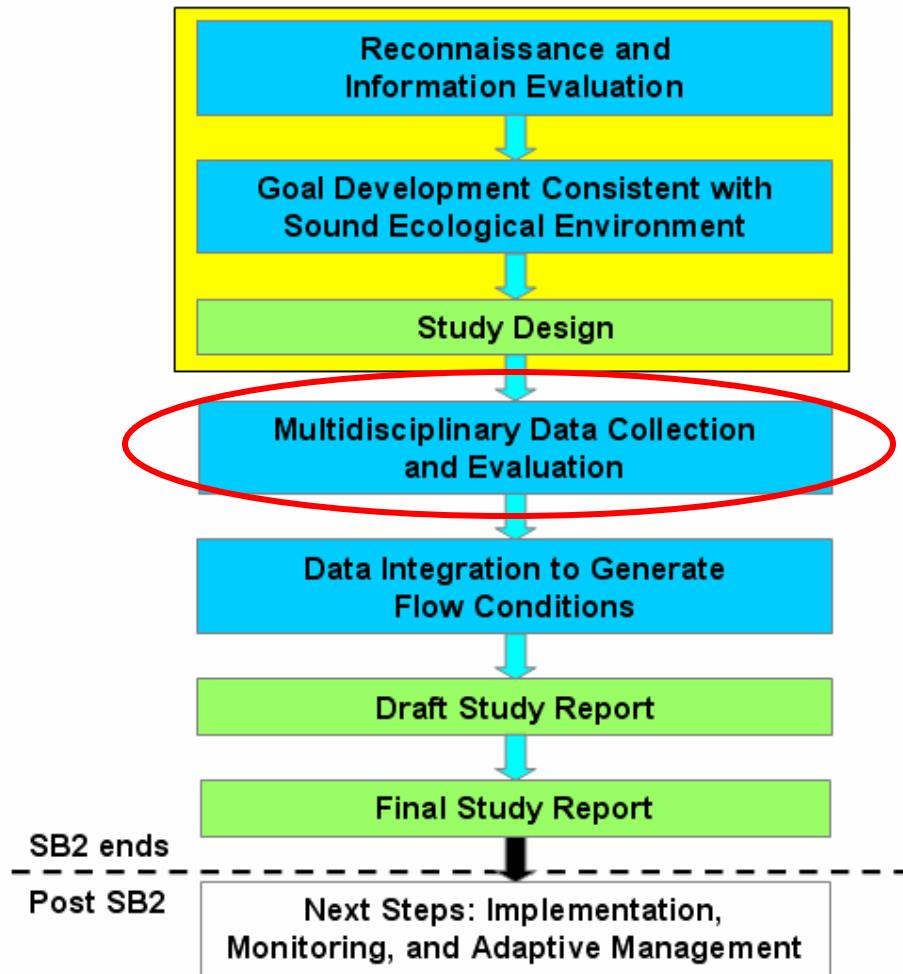 Reconnaissance and
Information Evaluation
Goal Development Consistent with
Sound Ecological Environment
Study Design
Multidisciplinary Data Collection
and Evaluation
Data Integration to Generate
Flow Conditions
Draft Study Report
Final Study Report
SB2 ends
Post SB2
Next Steps: Implementation,
Monitoring, and Adaptive Management